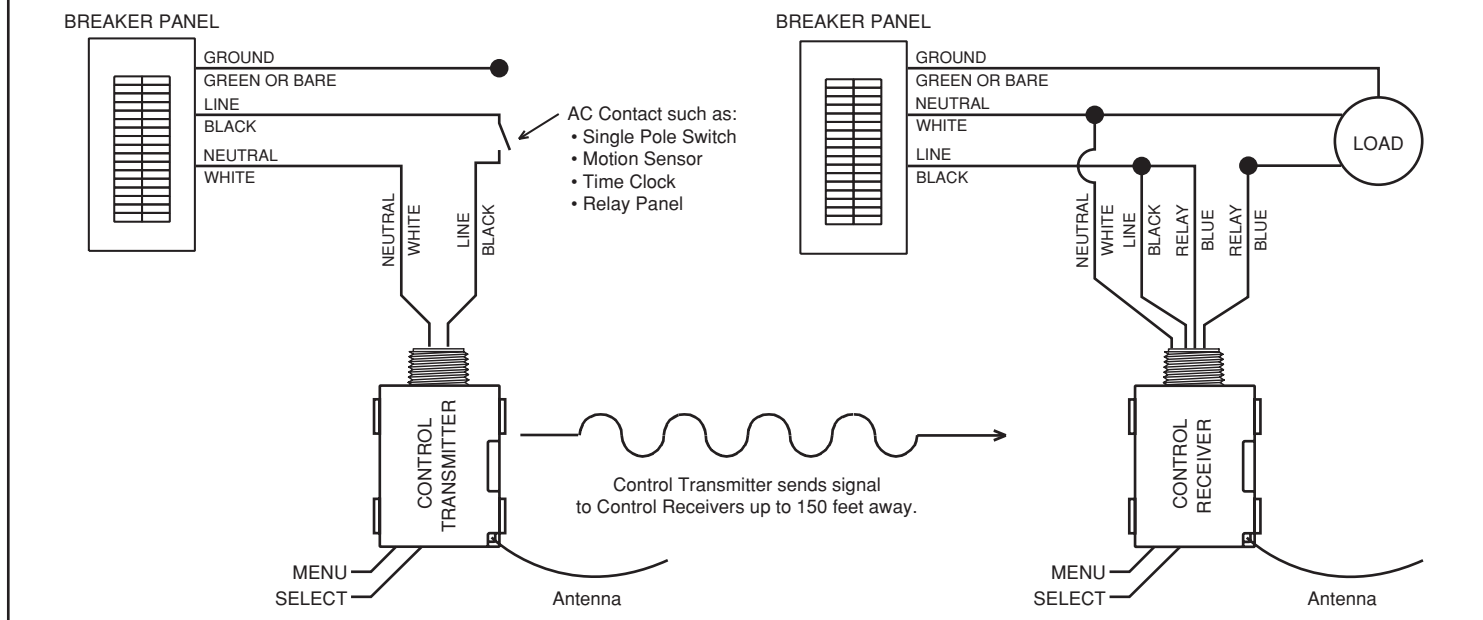 BREAKER PANEL
GROUND
GREEN OR BARE
LINE
BLACK
NEUTRAL
WHITE
AC Contact such as:
• Single Pole Switch
• Motion Sensor
• Time Clock
• Relay Panel
NEUTRAL
WHITE
LINE
BLACK
CONTROL
TRANSMITTER
MENU
SELECT
Antenna
Control Transmitter sends signal
to Control Receivers up to 150 feet away.
BREAKER PANEL
GROUND
GREEN OR BARE
NEUTRAL
WHITE
LINE
BLACK
LOAD
NEUTRAL
WHITE
LINE
BLACK
RELAY
BLUE
RELAY
BLUE
CONTROL
RECEIVER
MENU
SELECT
Antenna